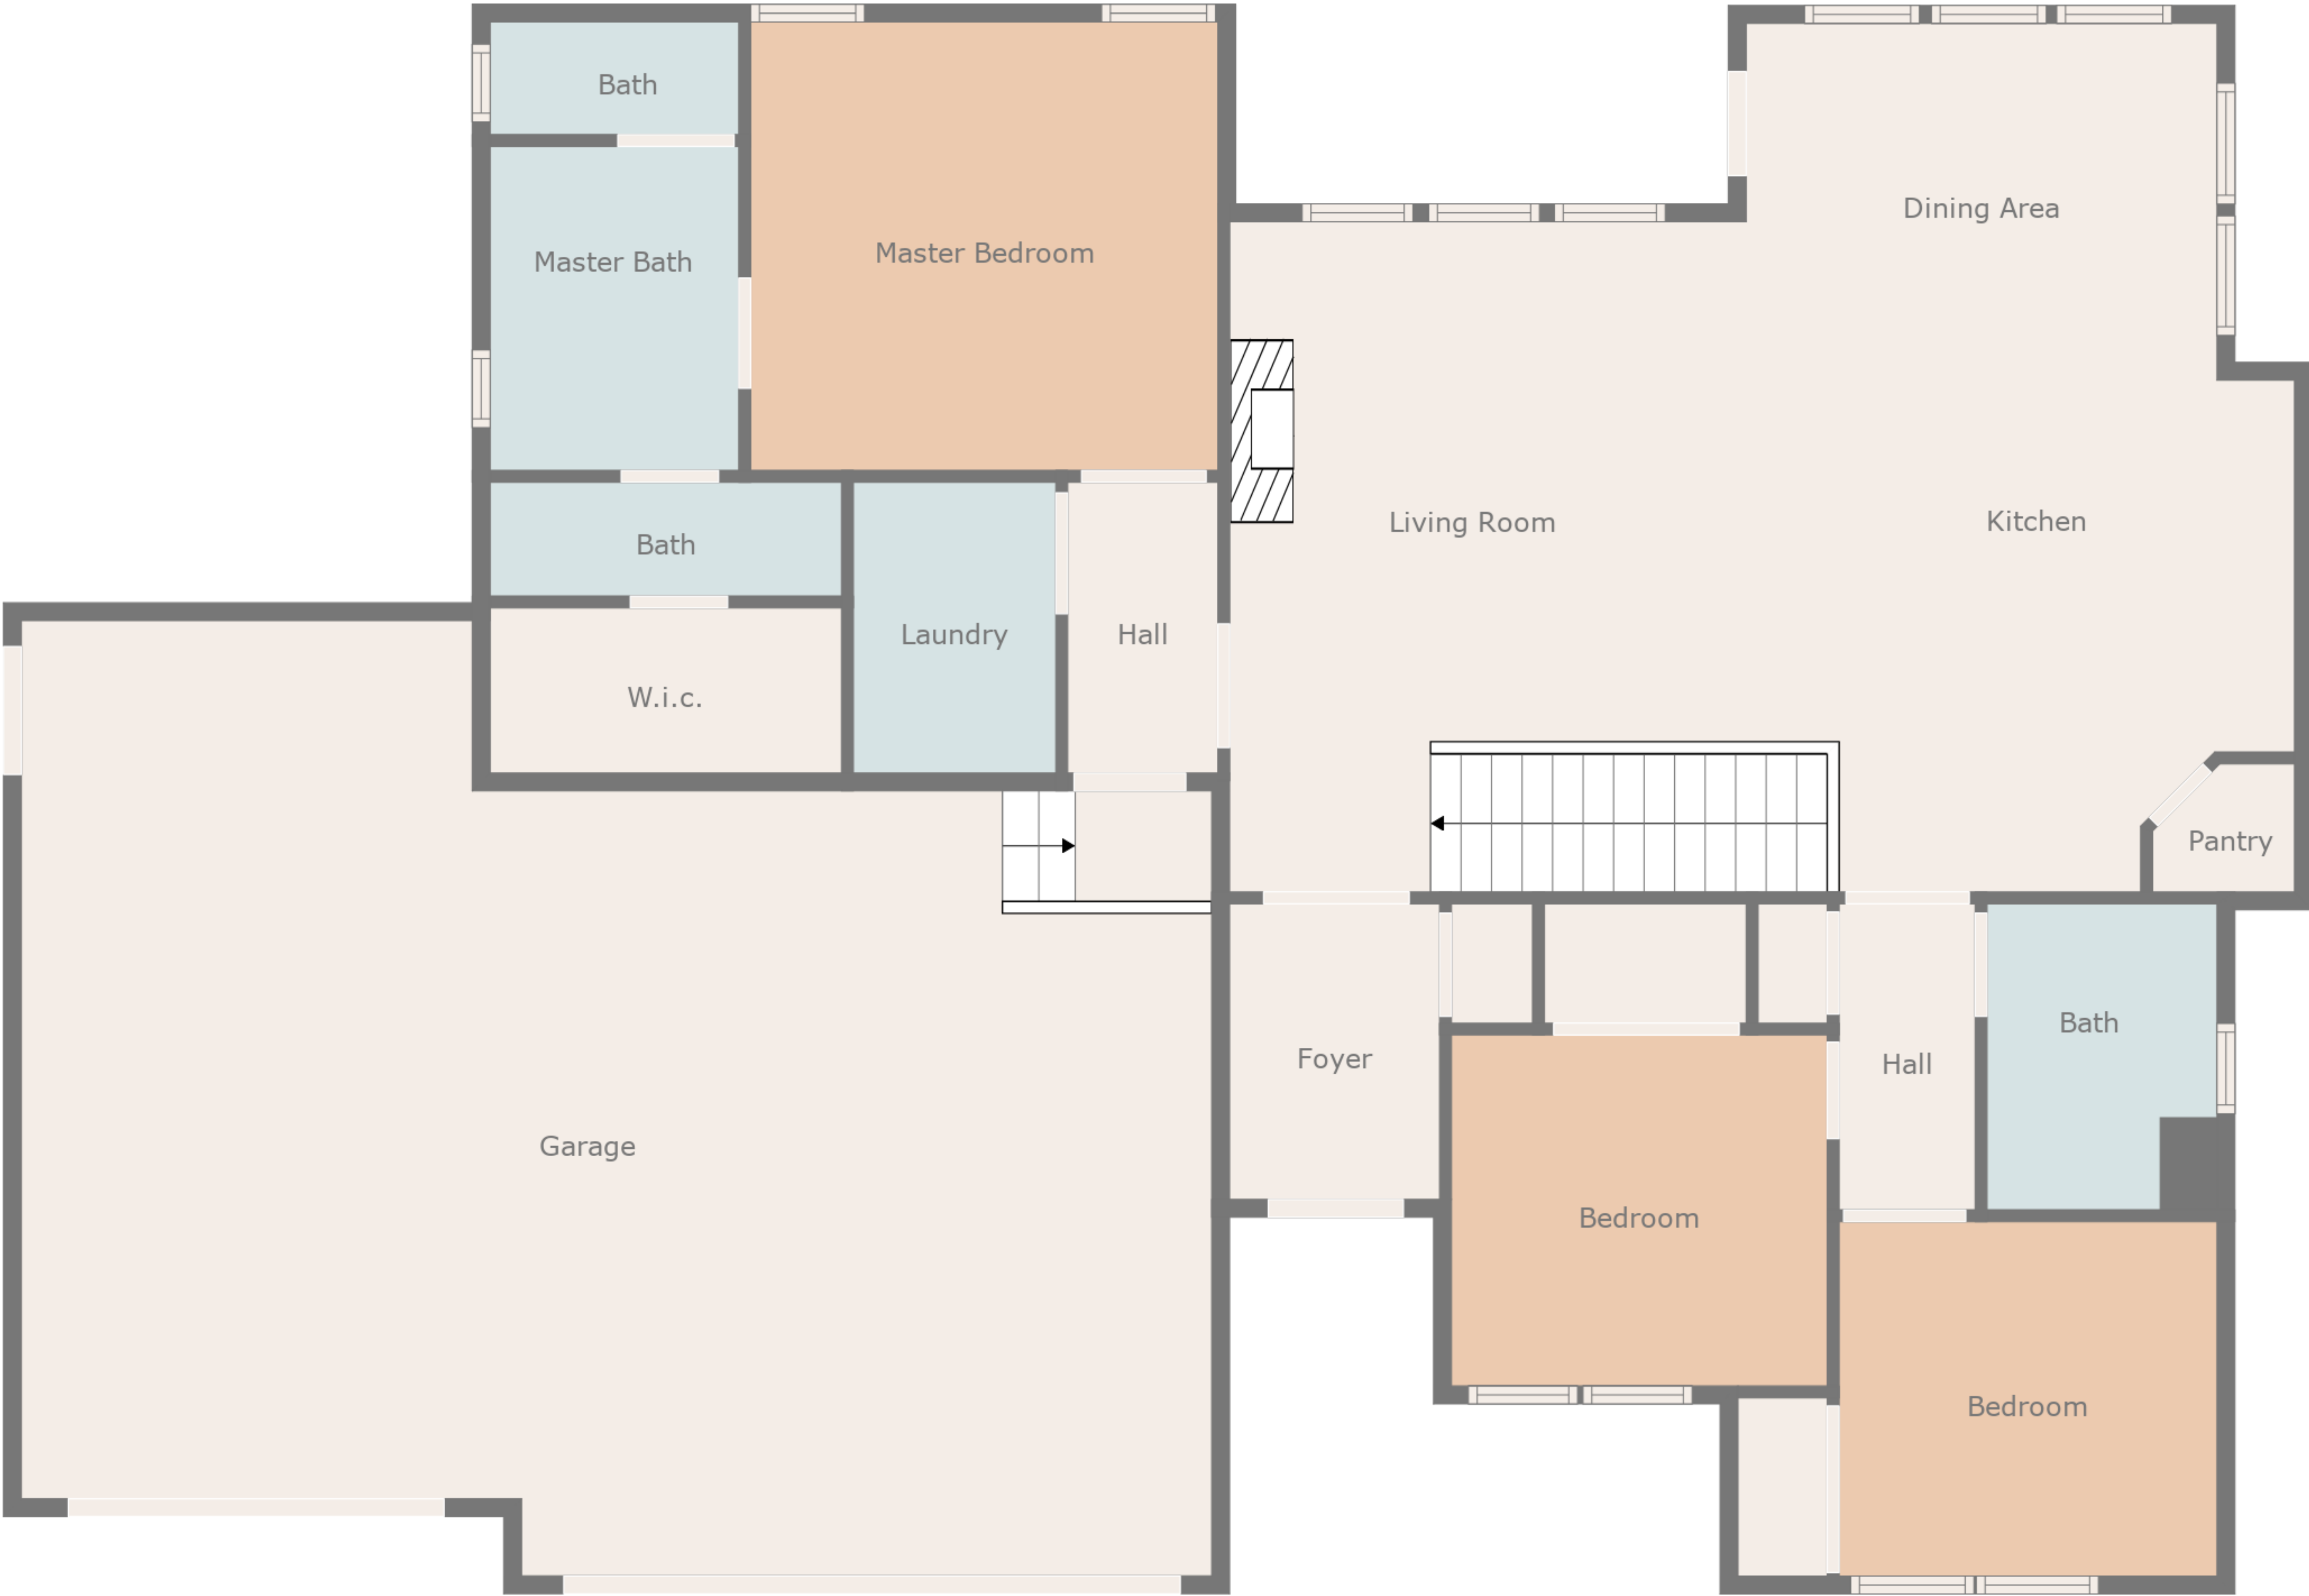 Bath
Dining Area
Master Bath
Master Bedroom
Living Room
Kitchen
Bath
Laundry
Hall
W.i.c.
Pantry
Bath
Foyer
Hall
Garage
Bedroom
Bedroom